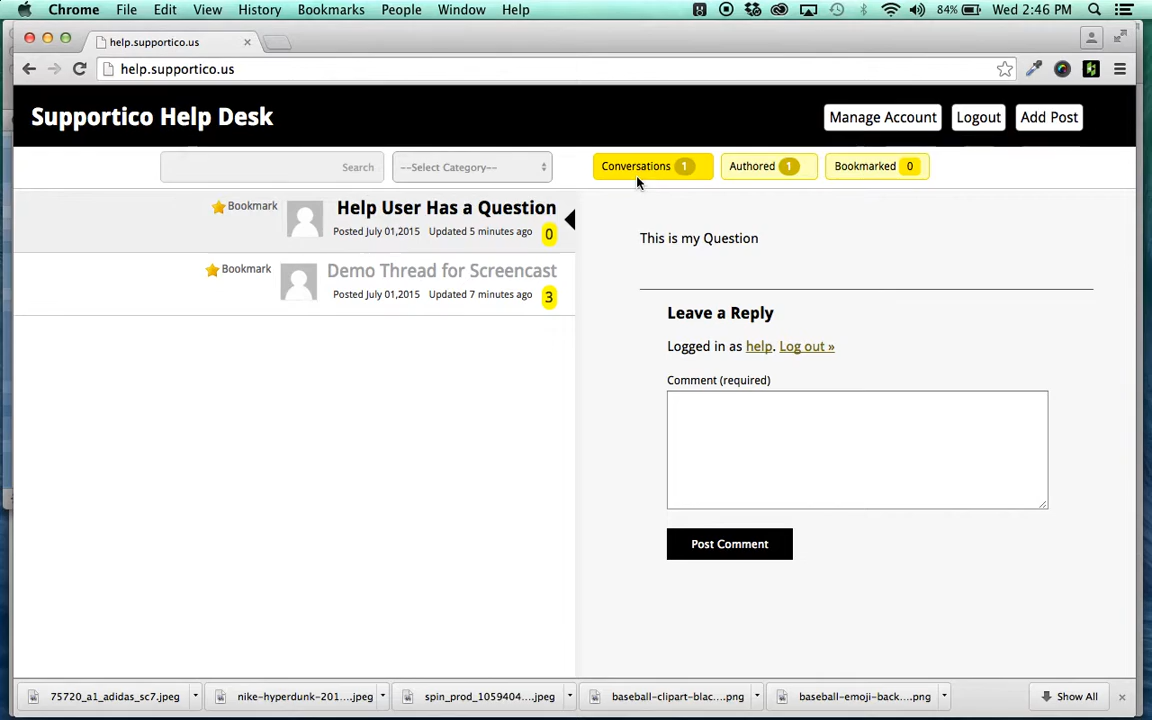 Chrome File Edit View History Bookmarks People Window Help 84% Wed 2:46 PM
help.supportico.us
help.supportico.us
Supportico Help Desk Manage Account Logout Add Post
Search --Select Category-- Conversations 1 Authored 1 Bookmarked 0
Bookmark Help User Has a Question
Posted July 01,2015 Updated 5 minutes ago 0
Bookmark Demo Thread for Screencast
Posted July 01,2015 Updated 7 minutes ago 3
This is my Question
Leave a Reply
Logged in as help. Log out »
Comment (required)
Post Comment
75720_a1_adidas_sc7.jpeg nike-hyperdunk-201....jpeg spin_prod_1059404....jpeg baseball-clipart-blac....png baseball-emoji-back....png Show All